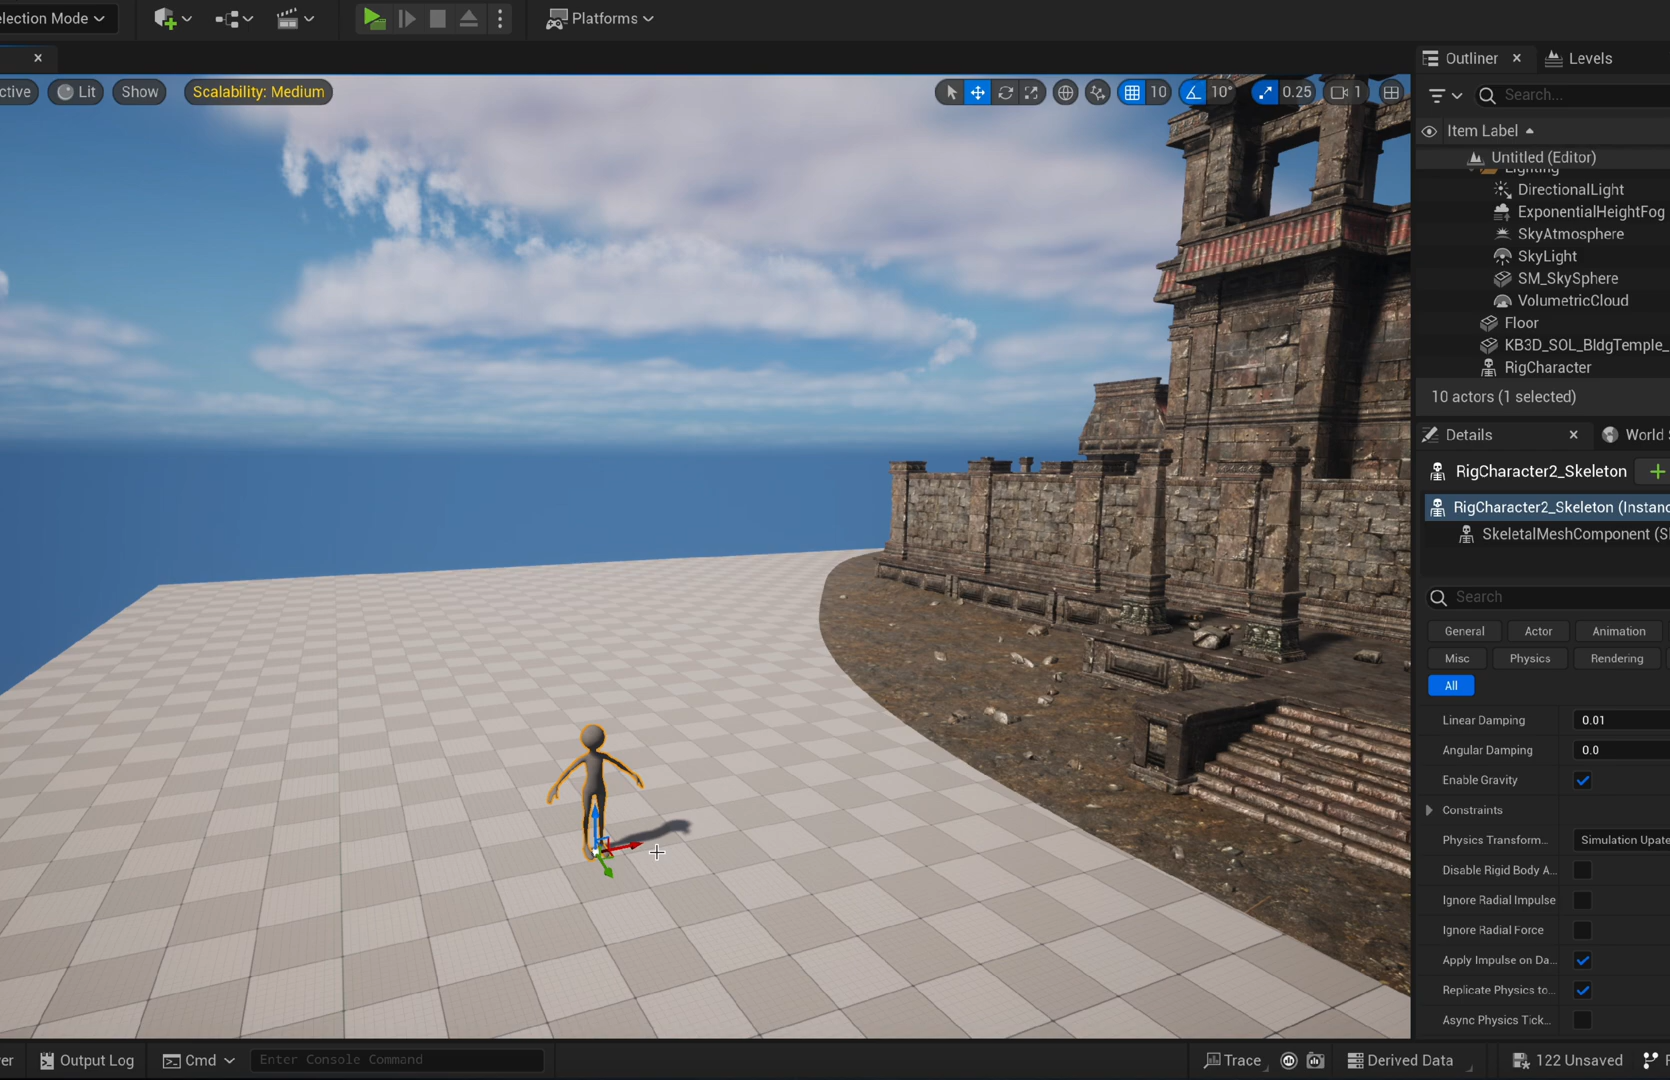 election Mode
Platforms
Outliner
Levels
ctive
Lit
Show
Scalability: Medium
10
10°
0.25
1
Search...
Item Label
Untitled (Editor)
Lighting
DirectionalLight
ExponentialHeightFog
SkyAtmosphere
SkyLight
SM_SkySphere
VolumetricCloud
Floor
KB3D_SOL_BldgTemple_
RigCharacter
10 actors (1 selected)
Details
World S
RigCharacter2_Skeleton
RigCharacter2_Skeleton (Instanc
SkeletalMeshComponent (S
Search
General
Actor
Animation
Misc
Physics
Rendering
All
Linear Damping
0.01
Angular Damping
0.0
Enable Gravity
Constraints
Physics Transform...
Simulation Upate
Disable Rigid Body A...
Ignore Radial Impulse
Ignore Radial Force
Apply Impulse on Da...
Replicate Physics to...
Async Physics Tick...
er
Output Log
Cmd
Enter Console Command
Trace
Derived Data
122 Unsaved